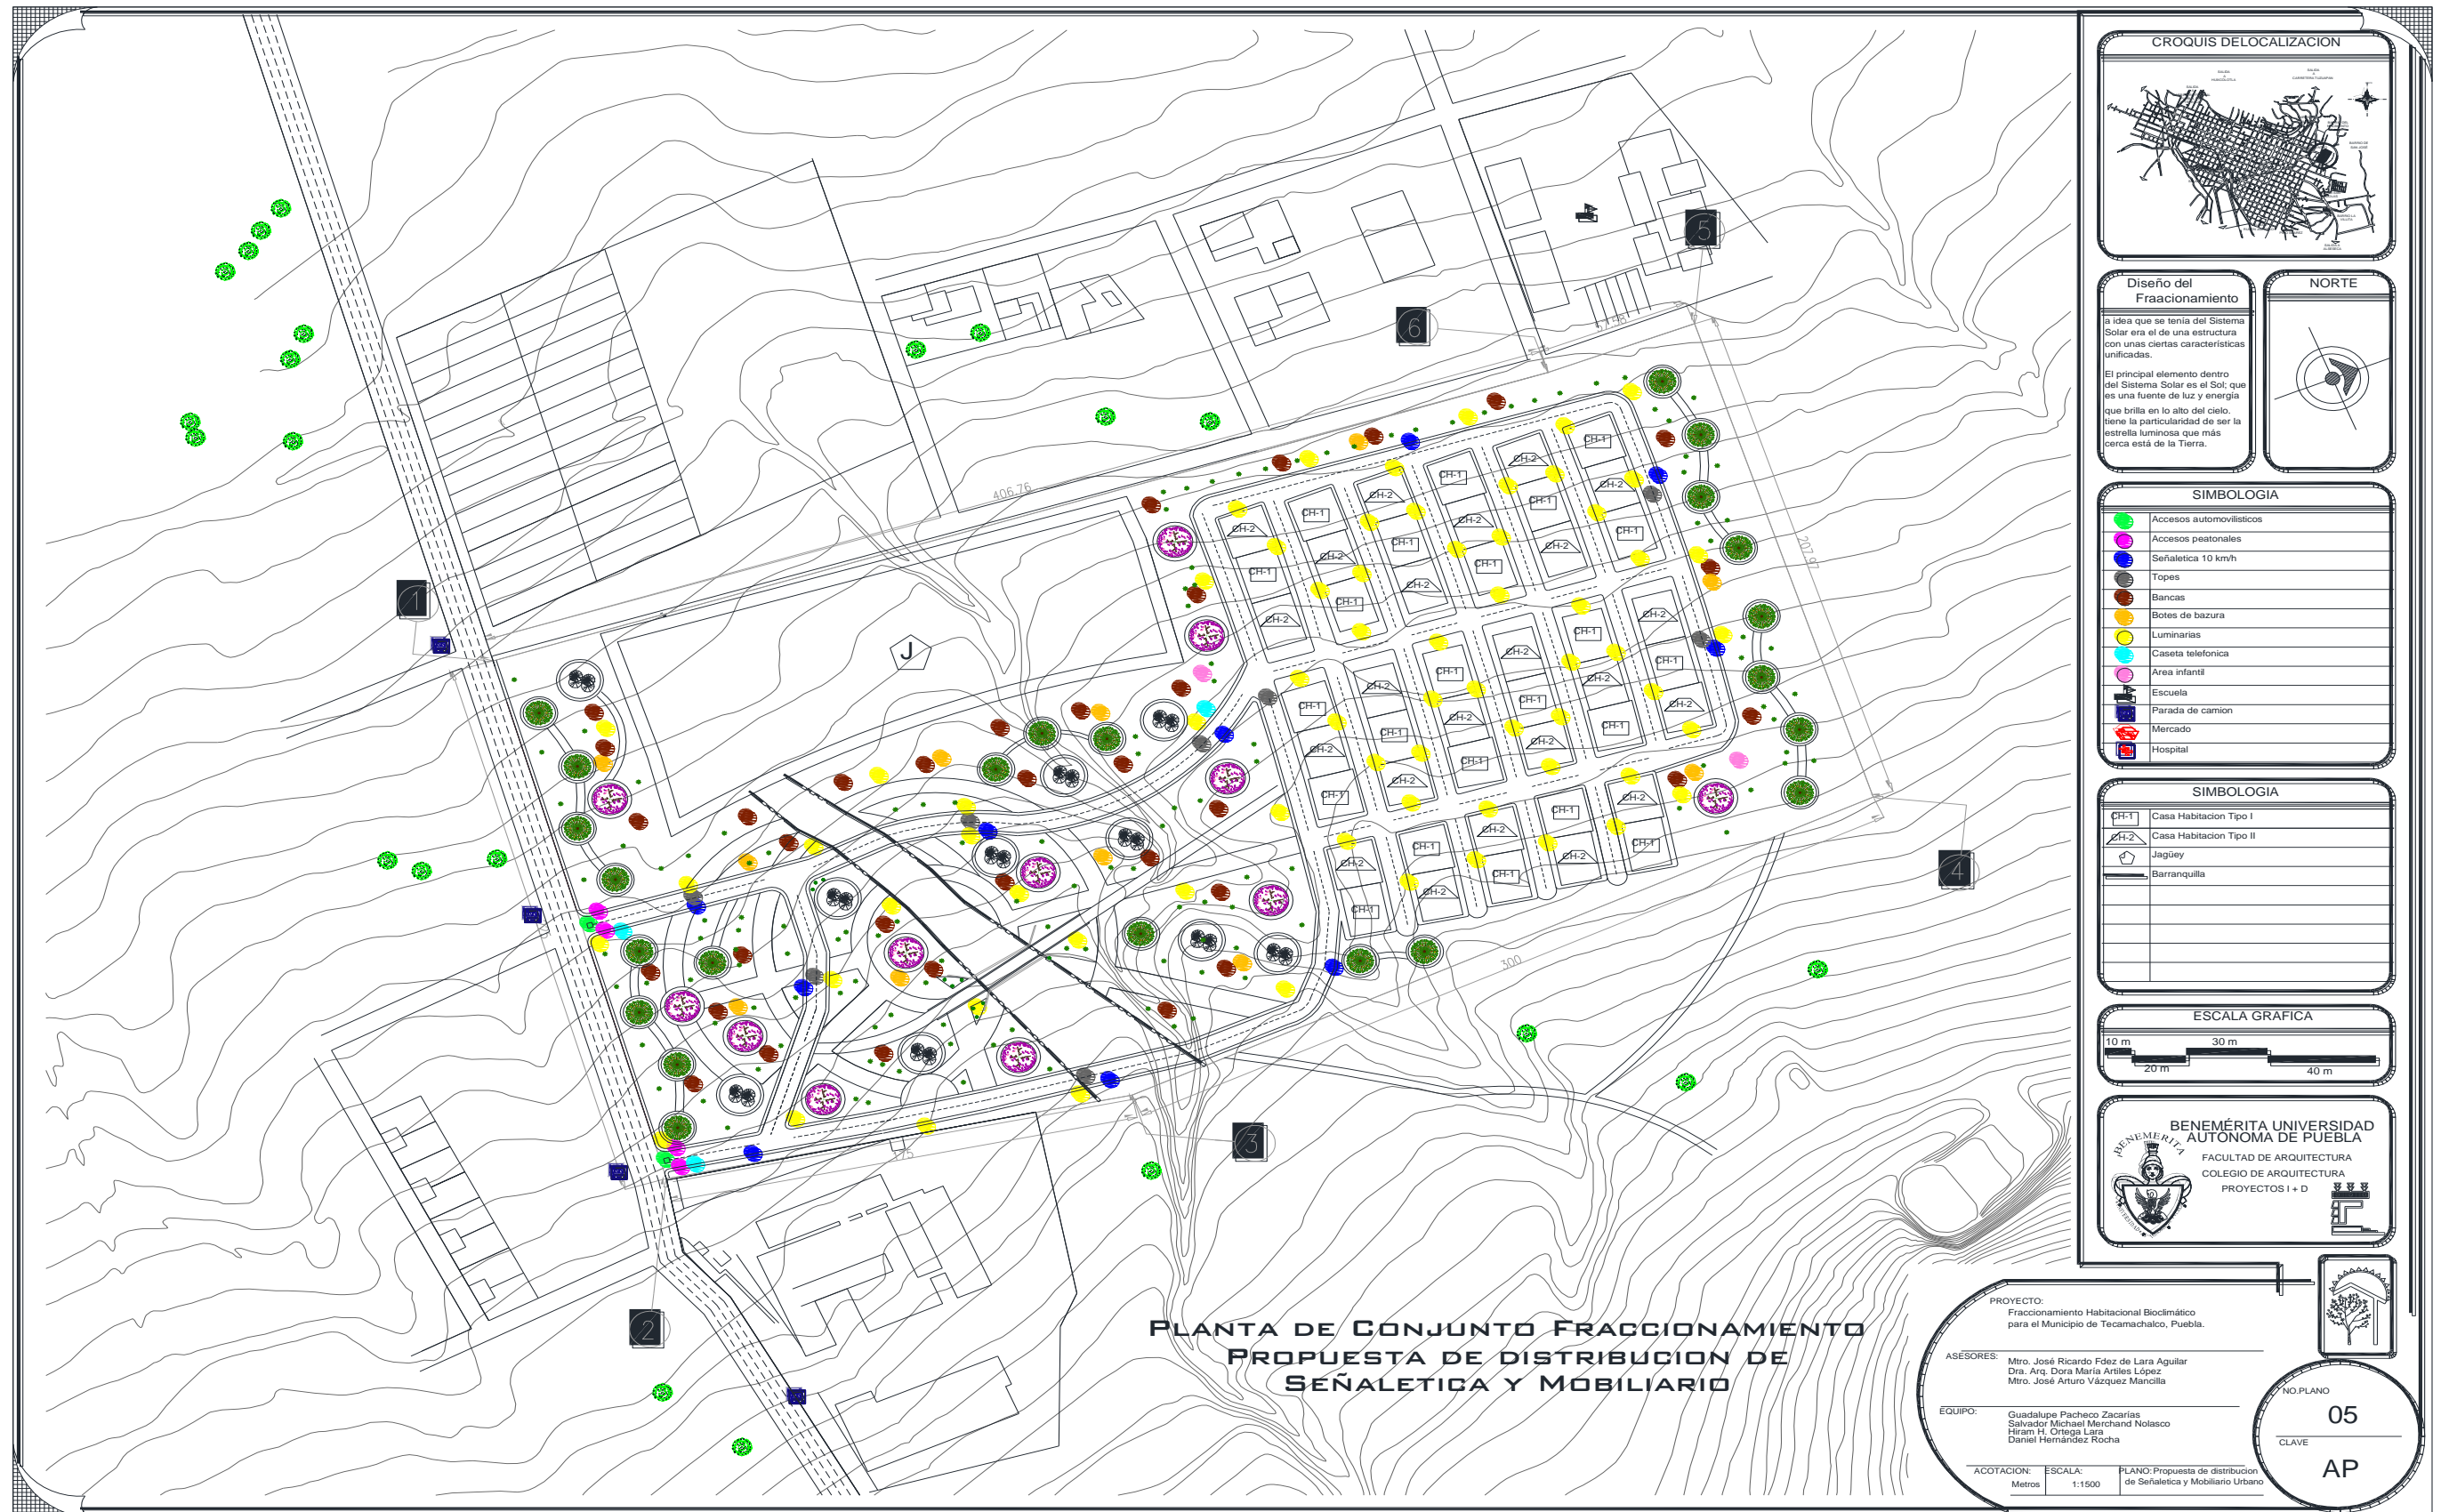 CROQUIS DELOCALIZACION
Diseño del
Fraacionamiento
a idea que se tenía del Sistema
Solar era el de una estructura
con unas ciertas características
unificadas.
El principal elemento dentro
del Sistema Solar es el Sol; que
es una fuente de luz y energía
que brilla en lo alto del cielo.
tiene la particularidad de ser la
estrella luminosa que más
cerca está de la Tierra.
NORTE
SIMBOLOGIA
Accesos automovilisticos
Accesos peatonales
Señaletica 10 km/h
Topes
Bancas
Botes de bazura
Luminarias
Caseta telefonica
Area infantil
Escuela
Parada de camion
Mercado
Hospital
SIMBOLOGIA
CH-1 Casa Habitacion Tipo I
CH-2 Casa Habitacion Tipo II
J Jagüey
Barranquilla
ESCALA GRAFICA
10 m 30 m
20 m 40 m
BENEMÉRITA UNIVERSIDAD
AUTÓNOMA DE PUEBLA
FACULTAD DE ARQUITECTURA
COLEGIO DE ARQUITECTURA
PROYECTOS I + D
PROYECTO:
Fraccionamiento Habitacional Bioclimático
para el Municipio de Tecamachalco, Puebla.
ASESORES:
Mtro. José Ricardo Fdez de Lara Aguilar
Dra. Arq. Dora María Artiles López
Mtro. José Arturo Vázquez Mancilla
EQUIPO:
Guadalupe Pacheco Zacarías
Salvador Michael Merchand Nolasco
Hiram H. Ortega Lara
Daniel Hernández Rocha
ACOTACION:
Metros
ESCALA:
1:1500
PLANO: Propuesta de distribucion
de Señaletica y Mobiliario Urbano
NO.PLANO
05
CLAVE
AP
PLANTA DE CONJUNTO FRACCIONAMIENTO
PROPUESTA DE DISTRIBUCION DE
SEÑALETICA Y MOBILIARIO
1
2
3
4
5
6
J
406.76
207.97
300
175